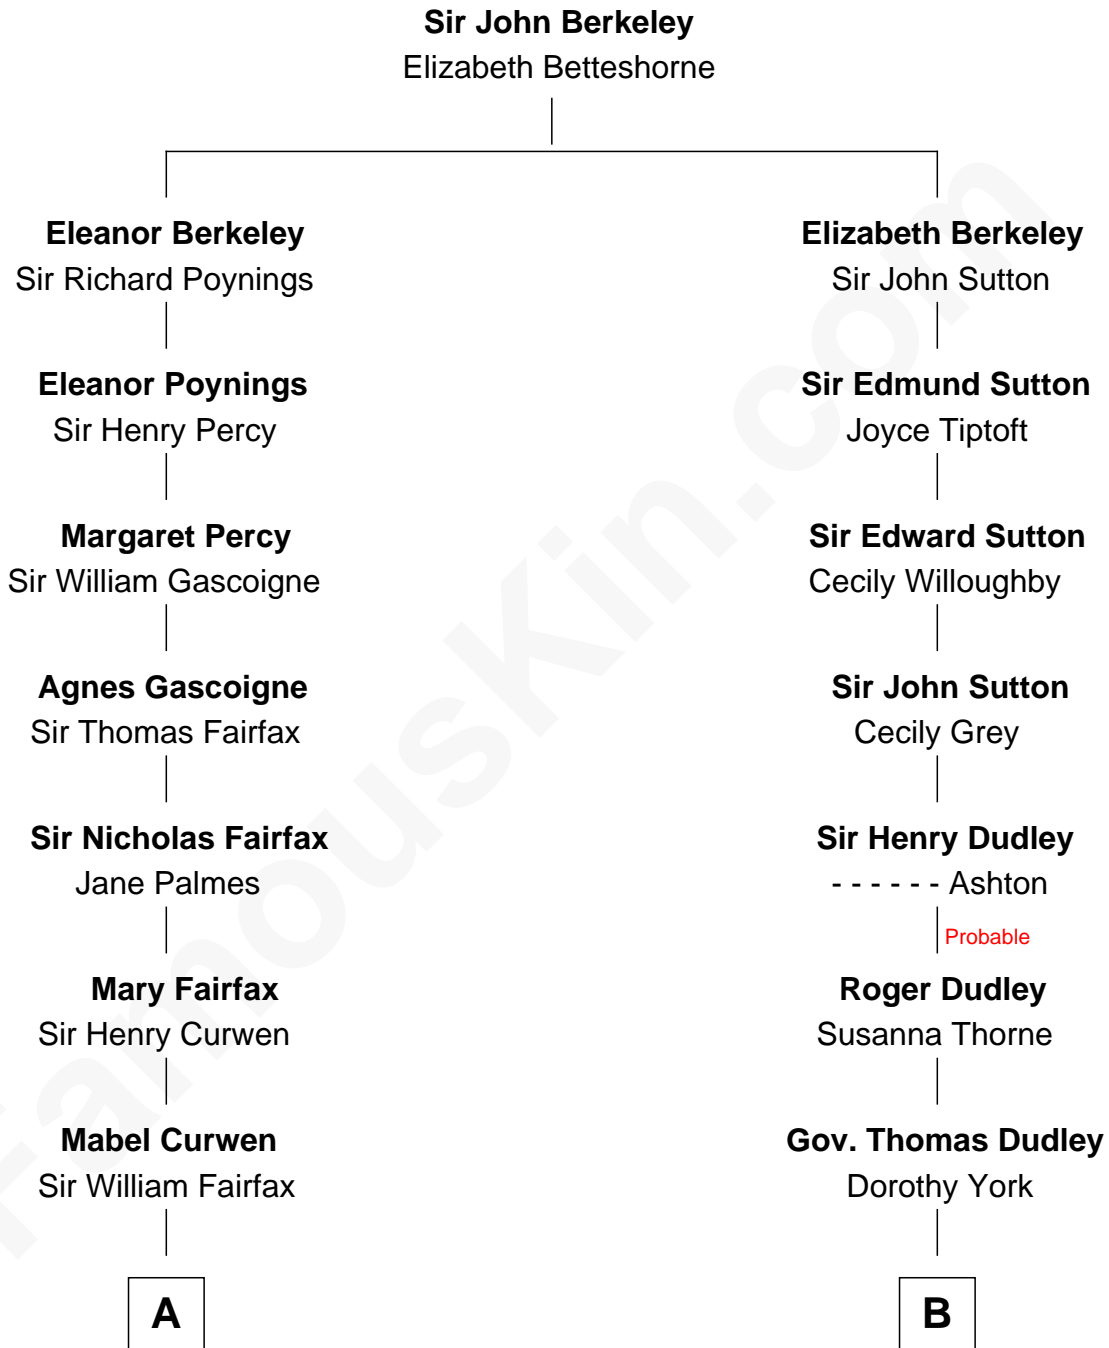 Sir John Berkeley
Elizabeth Betteshorne
Eleanor Berkeley
Sir Richard Poynings
Elizabeth Berkeley
Sir John Sutton
Eleanor Poynings
Sir Henry Percy
Sir Edmund Sutton
Joyce Tiptoft
Margaret Percy
Sir William Gascoigne
Sir Edward Sutton
Cecily Willoughby
Agnes Gascoigne
Sir Thomas Fairfax
Sir John Sutton
Cecily Grey
Sir Nicholas Fairfax
Jane Palmes
Sir Henry Dudley
- - - - - - Ashton
Probable
Mary Fairfax
Sir Henry Curwen
Roger Dudley
Susanna Thorne
Mabel Curwen
Sir William Fairfax
Gov. Thomas Dudley
Dorothy York
A
B
FamousKin.com